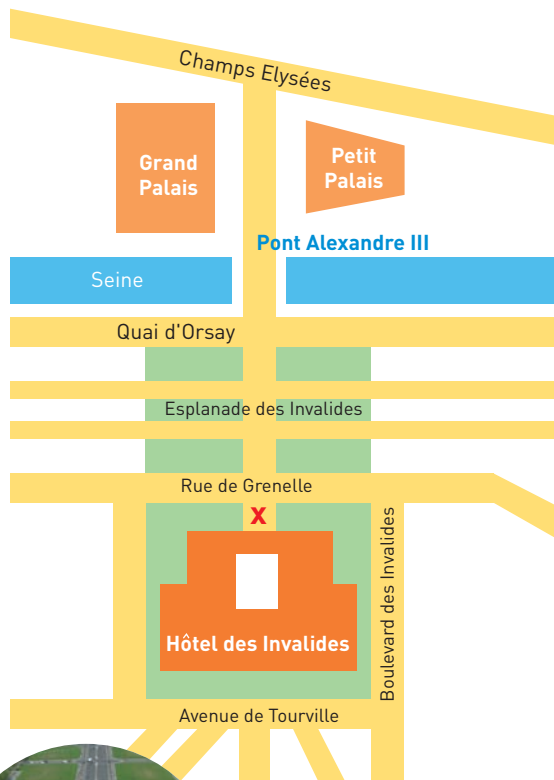 Champs Elysées
Grand
Palais
Petit
Palais
Pont Alexandre III
Seine
Quai d'Orsay
Esplanade des Invalides
Rue de Grenelle
X
Boulevard des Invalides
Hôtel des Invalides
Avenue de Tourville